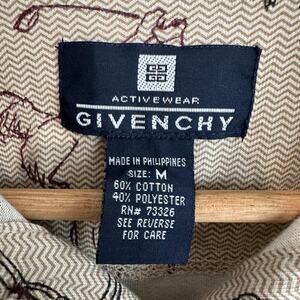 ACTIVEWEAR
GIVENCHY
MADE IN PHILIPPINES
SIZE: M
60% COTTON
40% POLYESTER
RN# 73326
SEE REVERSE
FOR CARE